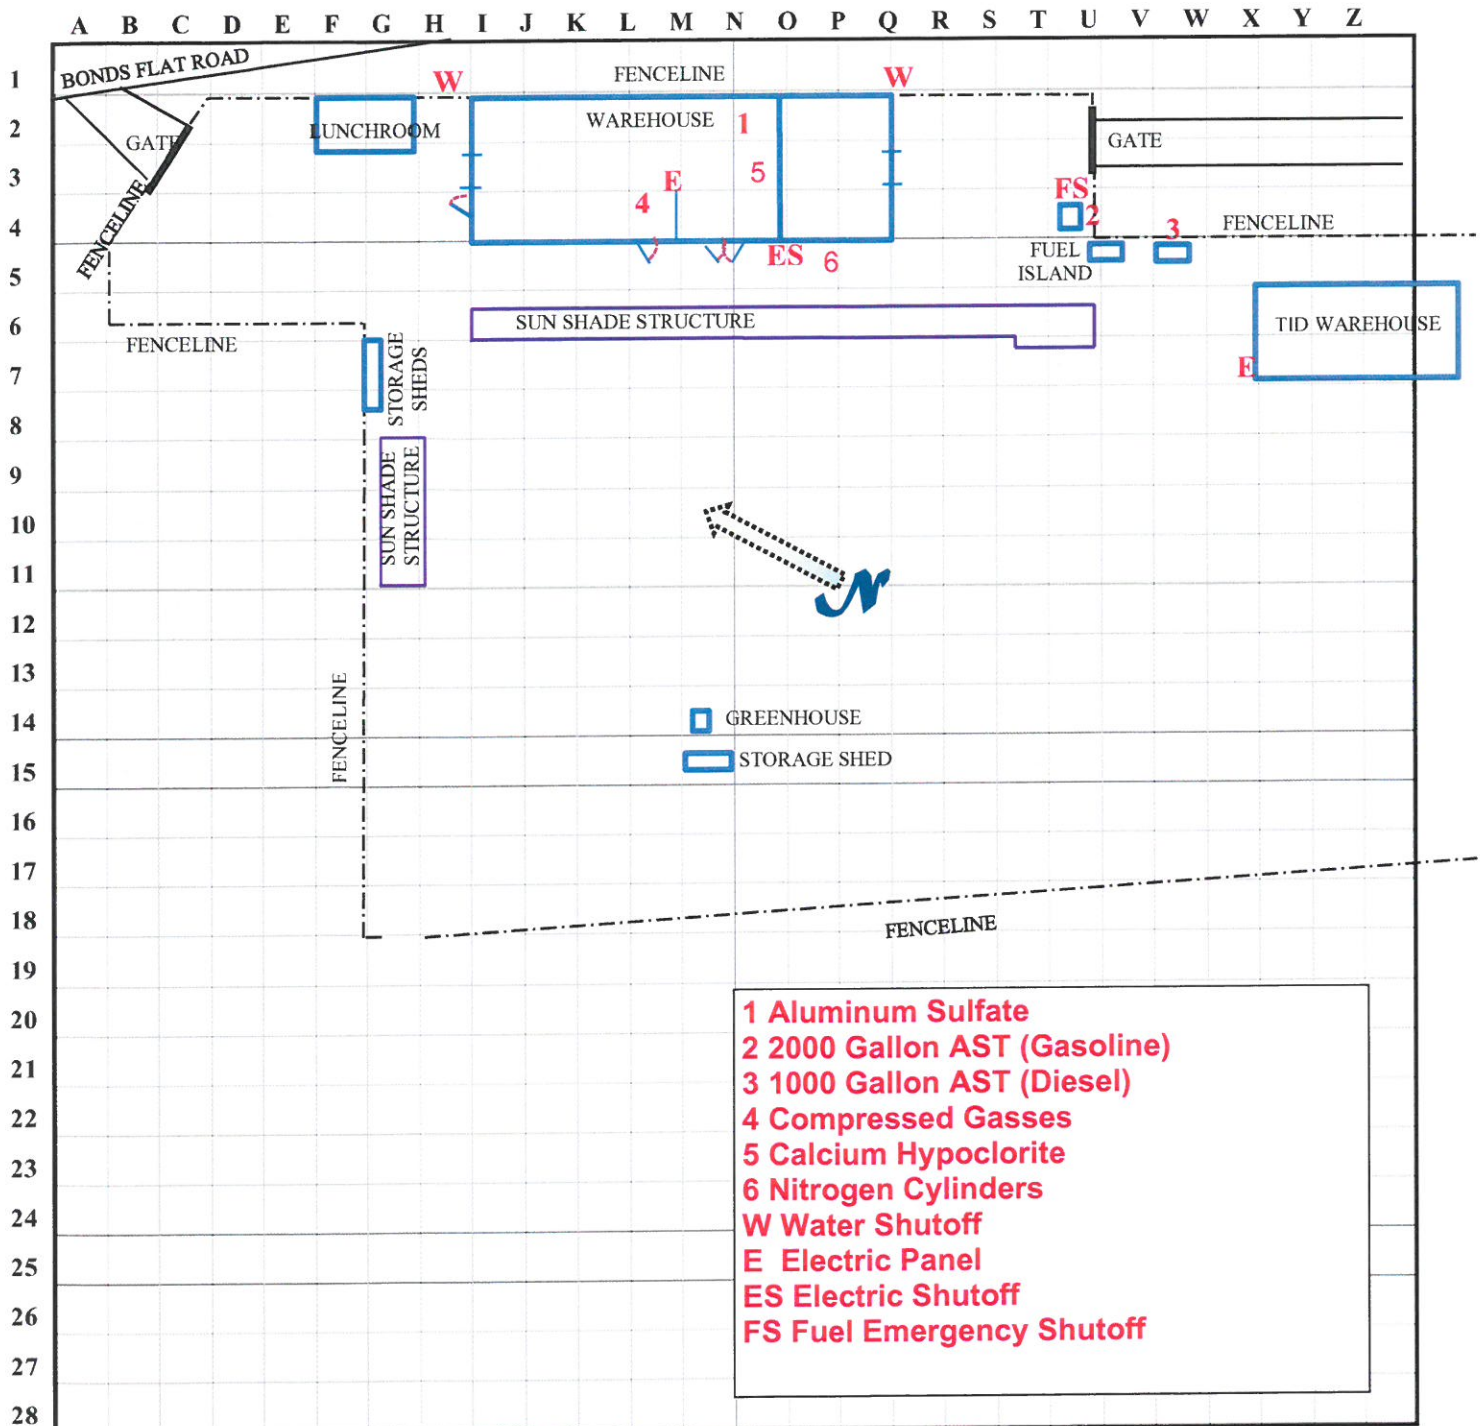 A B C D E F G H I J K L M N O P Q R S T U V W X Y Z
1
2
3
4
5
6
7
8
9
10
11
12
13
14
15
16
17
18
19
20
21
22
23
24
25
26
27
28
BONDS FLAT ROAD
W
FENCELINE
W
GATE
LUNCHROOM
WAREHOUSE
1
GATE
FENCELINE
4
E
5
FS
2
3
FENCELINE
ES
6
FUEL
ISLAND
FENCELINE
SUN SHADE STRUCTURE
TID WAREHOUSE
E
STORAGE
SHEDS
SUN SHADE
STRUCTURE
N
FENCELINE
GREENHOUSE
STORAGE SHED
FENCELINE
1 Aluminum Sulfate
2 2000 Gallon AST (Gasoline)
3 1000 Gallon AST (Diesel)
4 Compressed Gasses
5 Calcium Hypoclorite
6 Nitrogen Cylinders
W Water Shutoff
E Electric Panel
ES Electric Shutoff
FS Fuel Emergency Shutoff